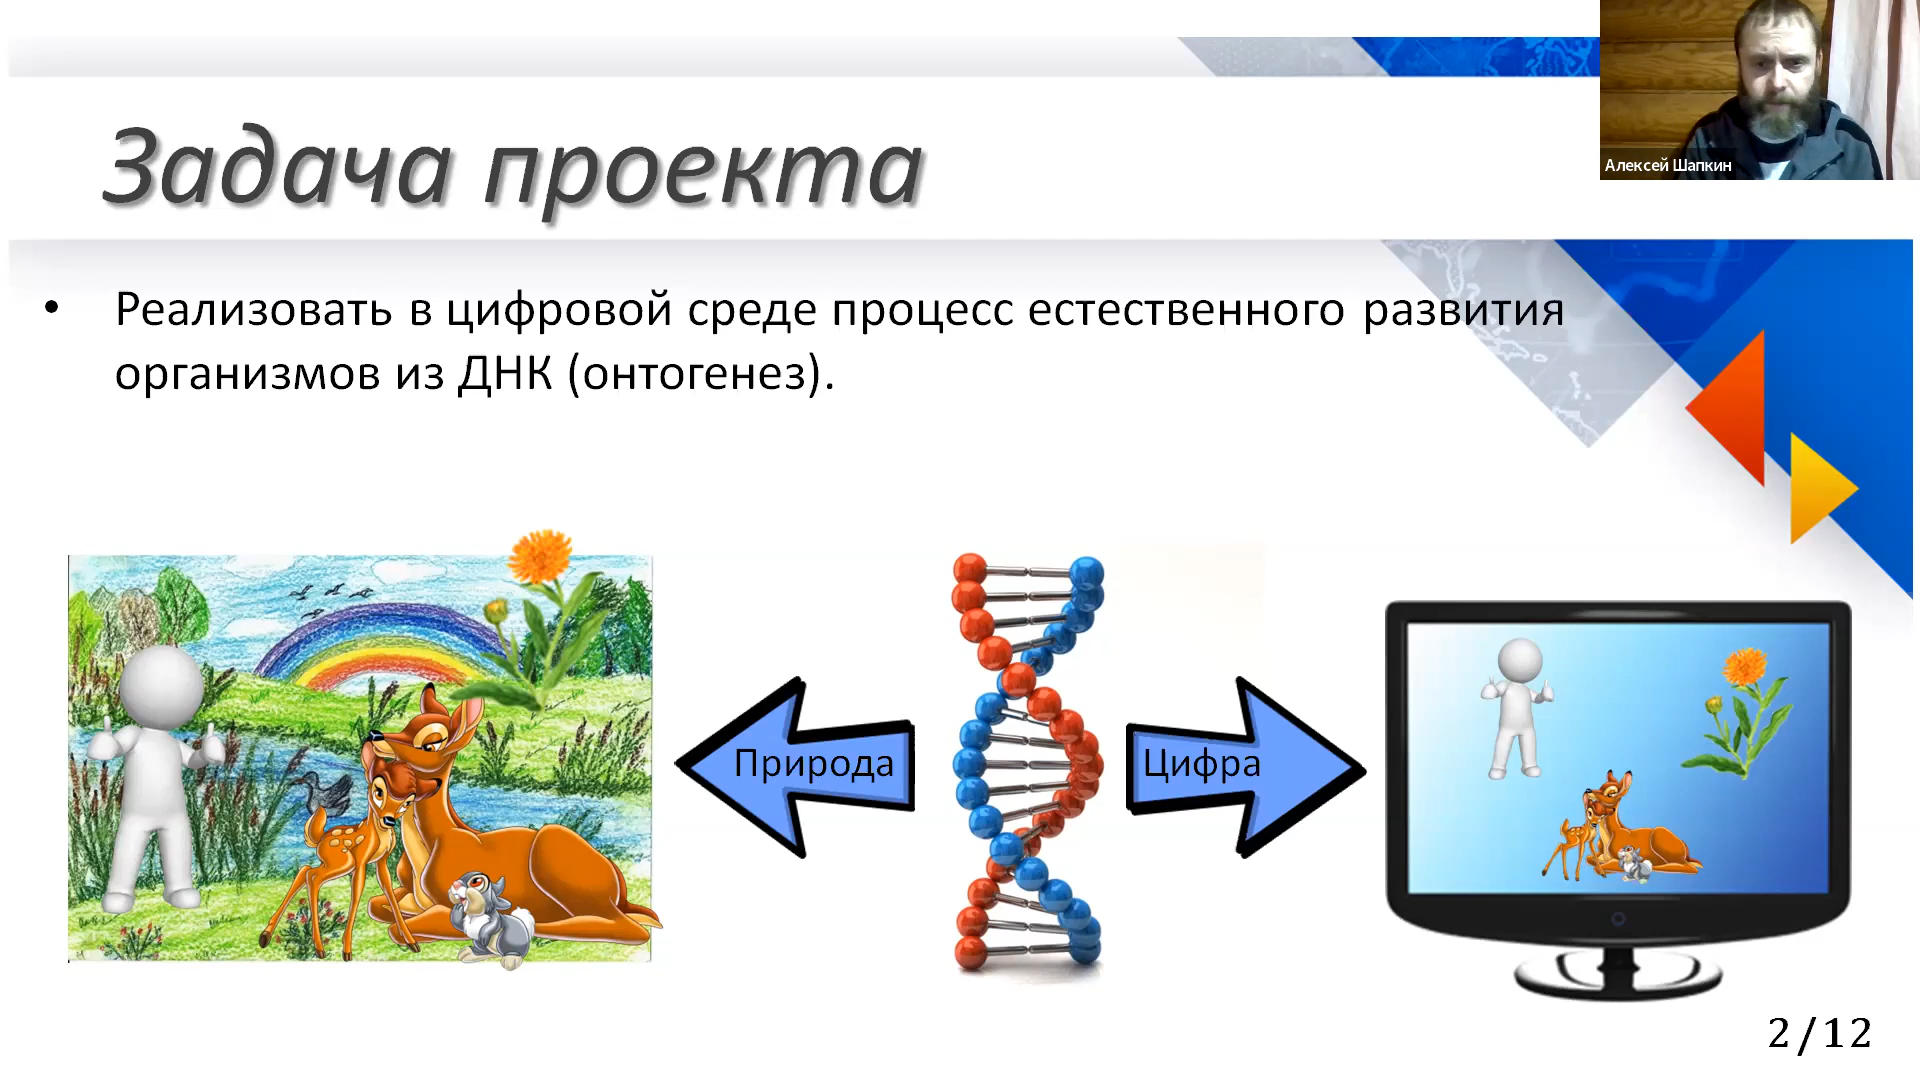 Задача проекта
Алексей Шапкин
• Реализовать в цифровой среде процесс естественного развития
организмов из ДНК (онтогенез).
Природа
Цифра
2/12